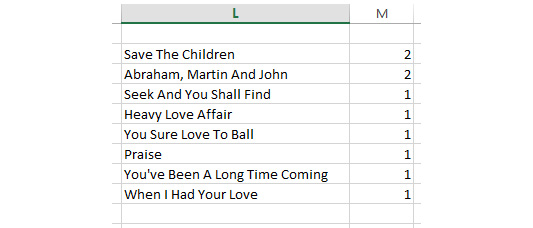 L M
Save The Children 2
Abraham, Martin And John 2
Seek And You Shall Find 1
Heavy Love Affair 1
You Sure Love To Ball 1
Praise 1
You've Been A Long Time Coming 1
When I Had Your Love 1